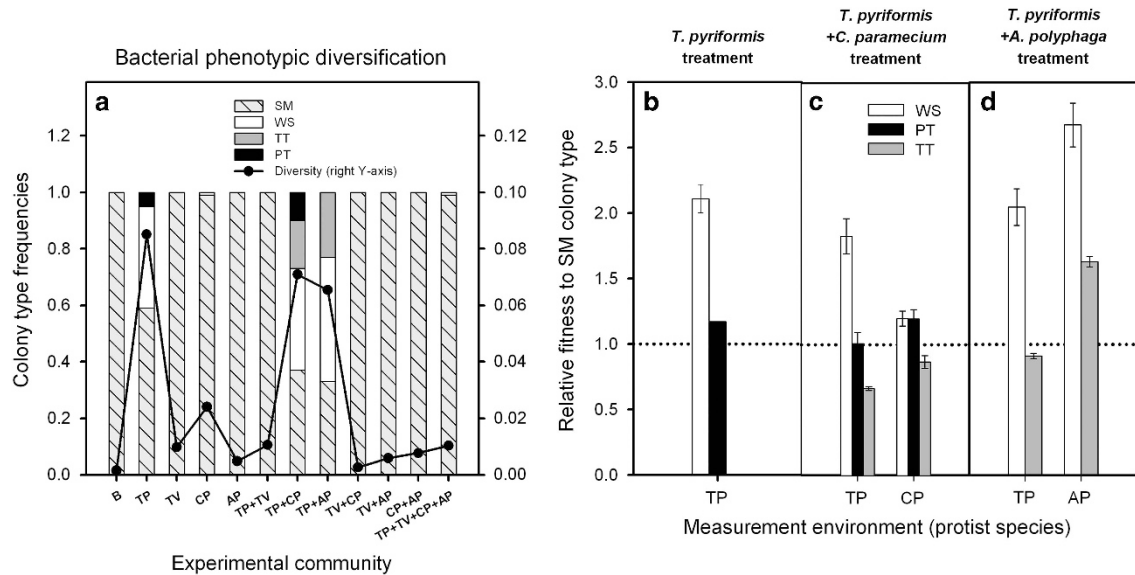 Bacterial phenotypic diversification
a
SM
WS
TT
PT
Diversity (right Y-axis)
Colony type frequencies
1.2
1.0
0.8
0.6
0.4
0.2
0.0
0.12
0.10
0.08
0.06
0.04
0.02
0.00
B
TP
TV
CP
AP
TP+TV
TP+CP
TP+AP
TV+CP
TV+AP
CP+AP
TP+TV+CP+AP
Experimental community
T. pyriformis
treatment
T. pyriformis
+C. paramecium
treatment
T. pyriformis
+A. polyphaga
treatment
Relative fitness to SM colony type
3.0
2.5
2.0
1.5
1.0
0.5
0.0
b
c
WS
PT
TT
d
TP
TP
CP
TP
AP
Measurement environment (protist species)